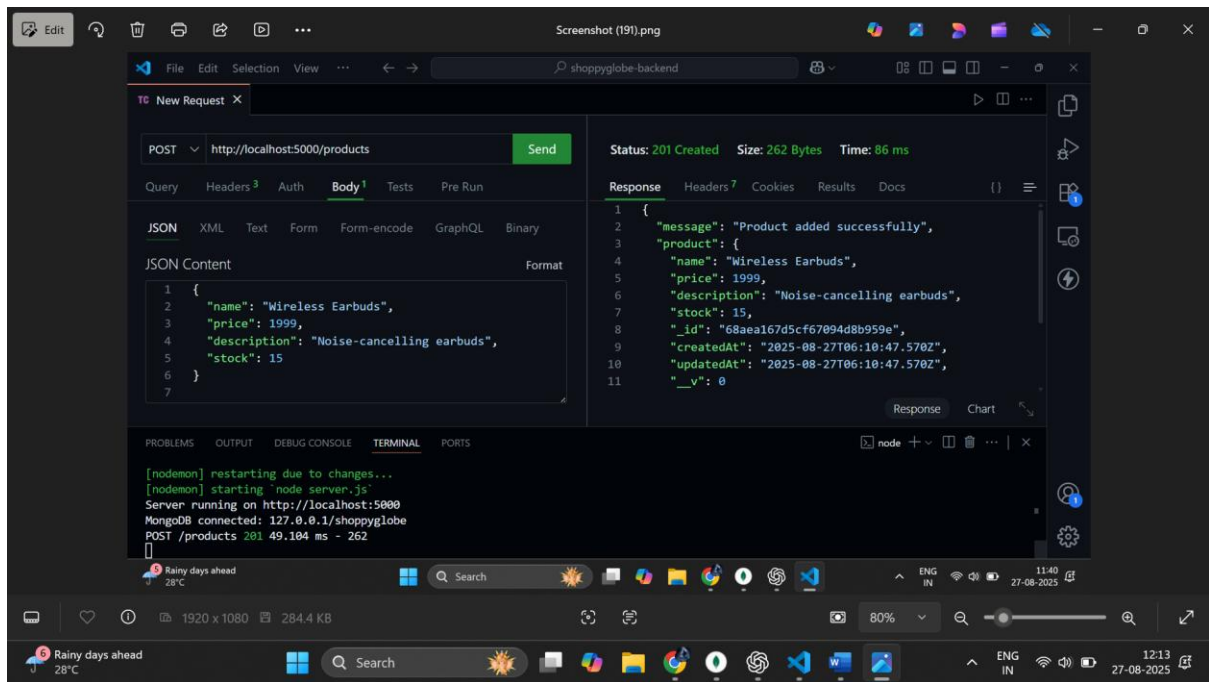 Edit
Screenshot (191).png
File Edit Selection View ··· shoppyglobe-backend
TC New Request
POST http://localhost:5000/products Send
Query Headers 3 Auth Body 1 Tests Pre Run
JSON XML Text Form Form-encode GraphQL Binary
JSON Content Format
1 {
2 "name": "Wireless Earbuds",
3 "price": 1999,
4 "description": "Noise-cancelling earbuds",
5 "stock": 15
6 }
7
Status: 201 Created Size: 262 Bytes Time: 86 ms
Response Headers 7 Cookies Results Docs {}
1 {
2 "message": "Product added successfully",
3 "product": {
4 "name": "Wireless Earbuds",
5 "price": 1999,
6 "description": "Noise-cancelling earbuds",
7 "stock": 15,
8 "_id": "68aea167d5cf67094d8b959e",
9 "createdAt": "2025-08-27T06:10:47.570Z",
10 "updatedAt": "2025-08-27T06:10:47.570Z",
11 "__v": 0
Response Chart
1
PROBLEMS OUTPUT DEBUG CONSOLE TERMINAL PORTS node
[nodemon] restarting due to changes...
[nodemon] starting `node server.js`
Server running on http://localhost:5000
MongoDB connected: 127.0.0.1/shoppyglobe
POST /products 201 49.104 ms - 262
1
5 Rainy days ahead
28°C
Search
ENG
IN
11:40
27-08-2025
1920 x 1080 284.4 KB 80%
6 Rainy days ahead
28°C
Search
ENG
IN
12:13
27-08-2025